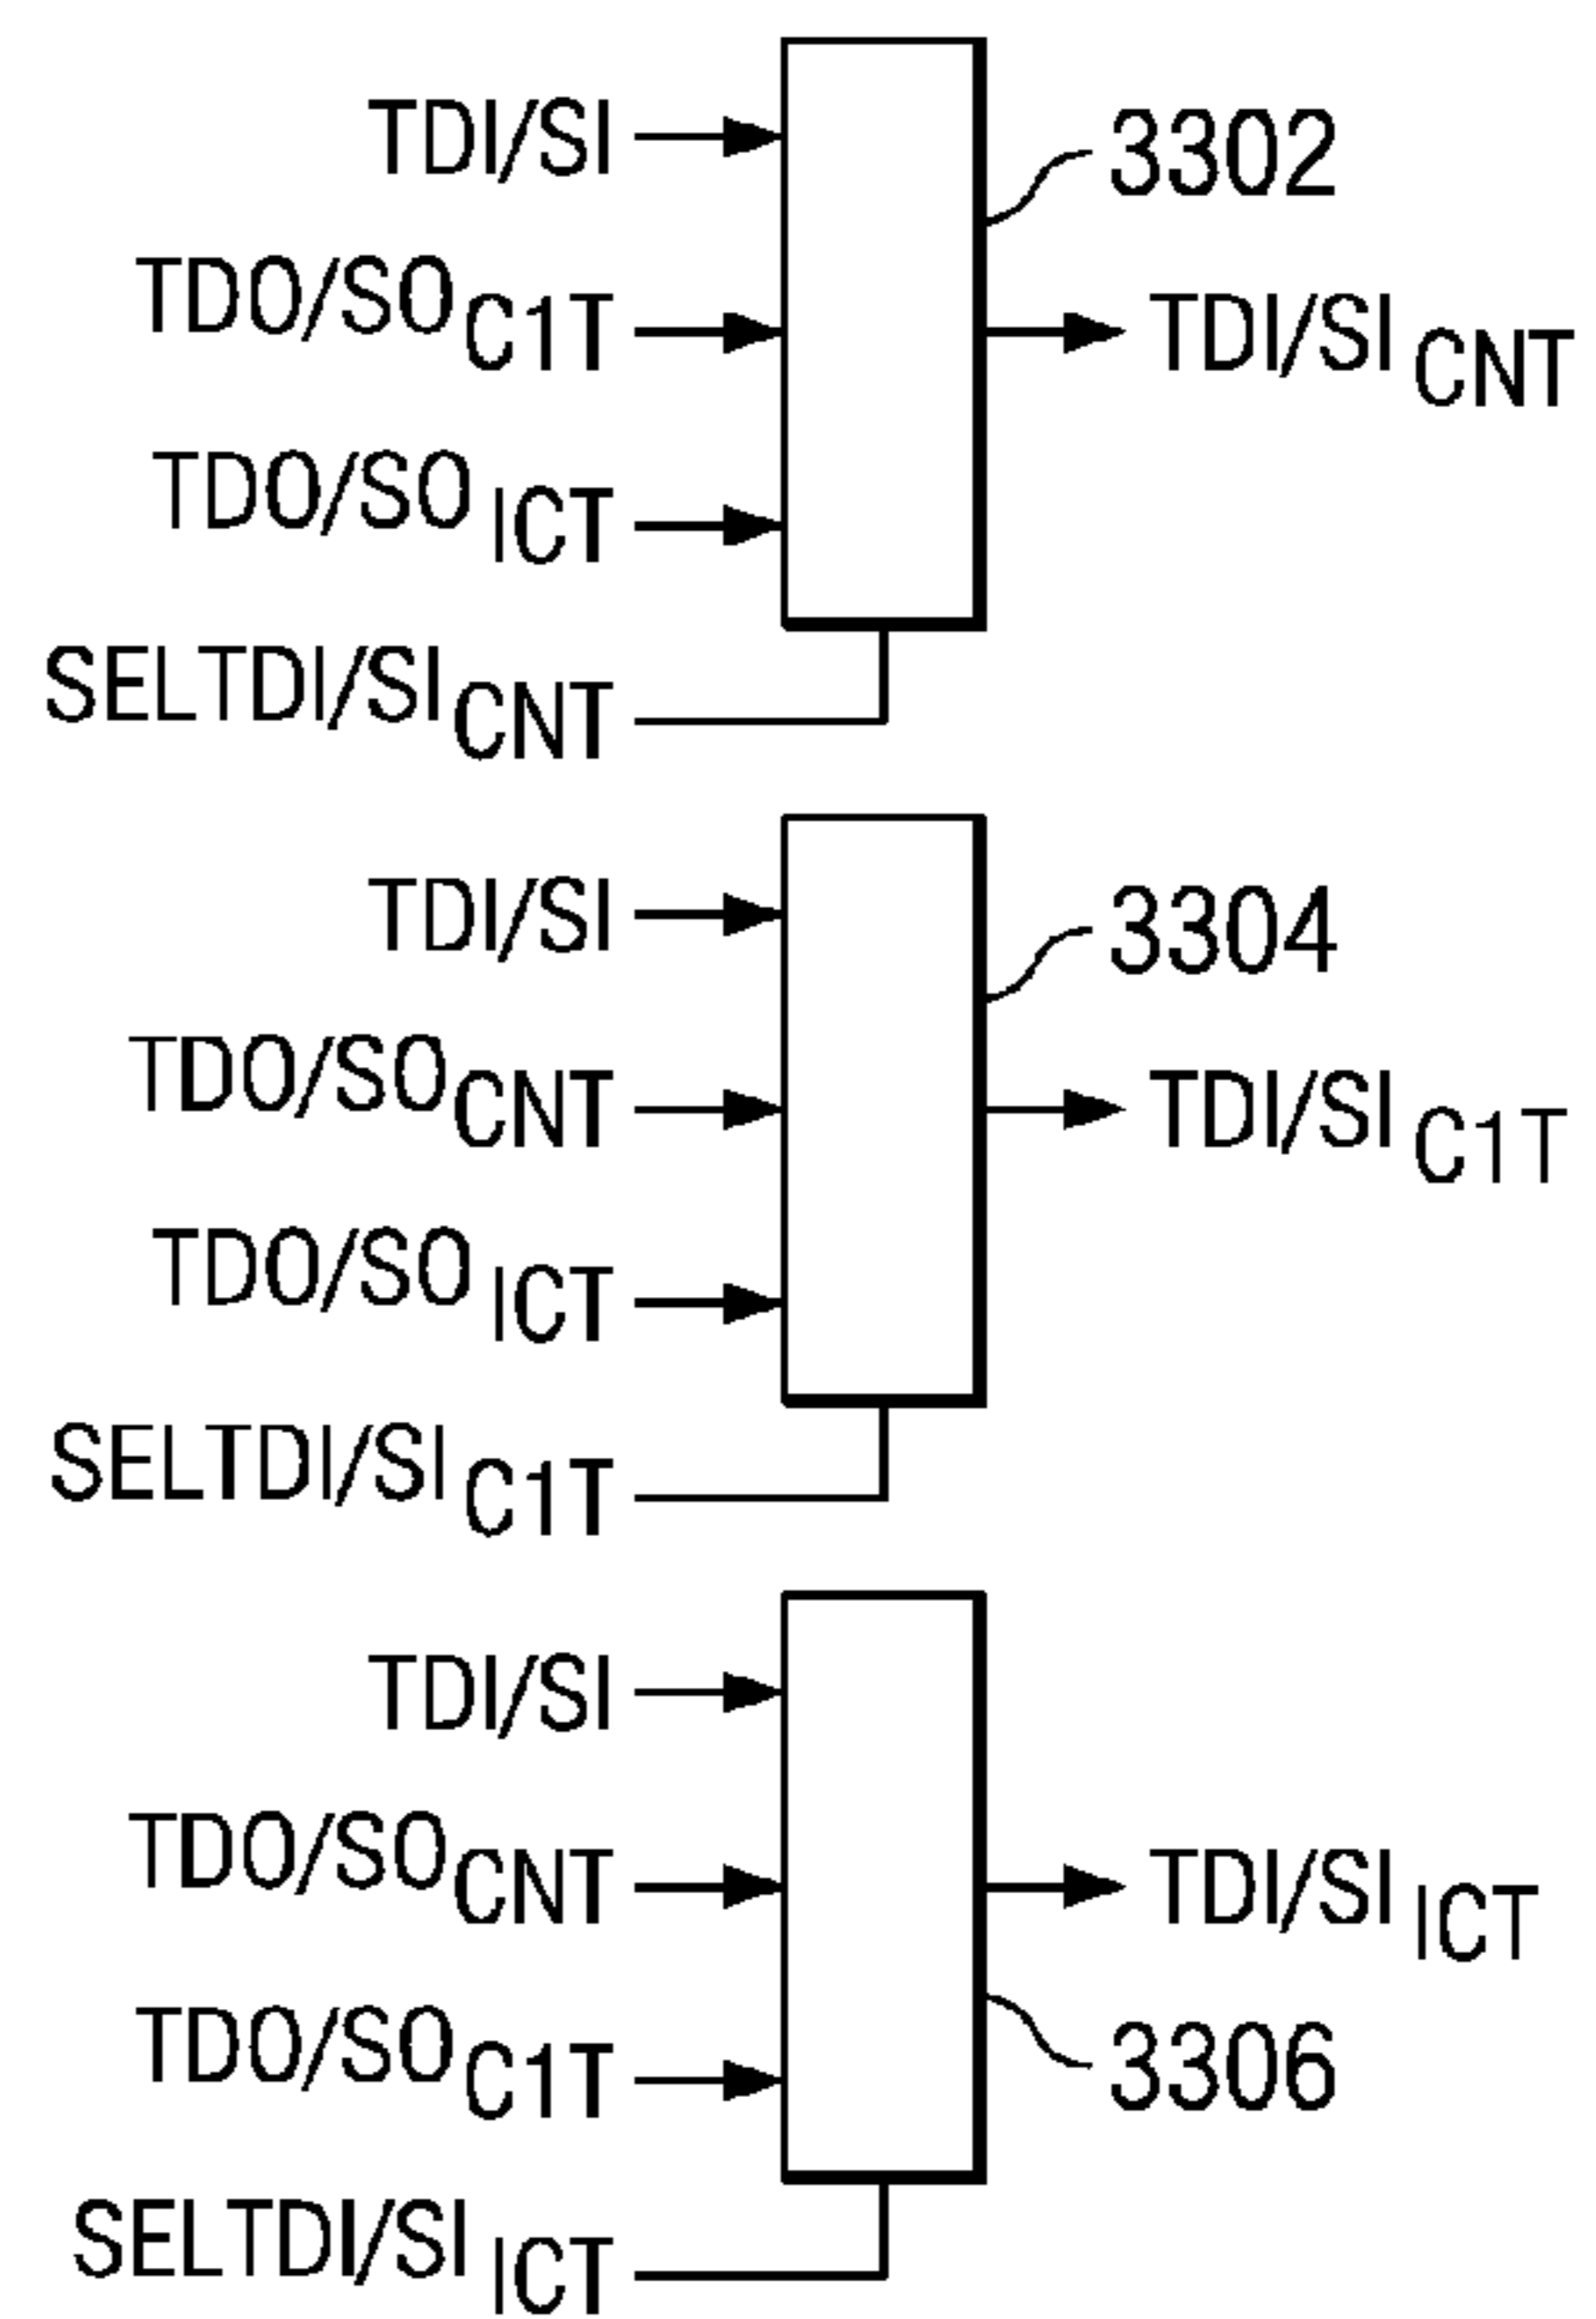 TDI/SI
3302
TDO/SOC1T
TDI/SICNT
TDO/SOICT
SELTDI/SICNT
TDI/SI
3304
TDO/SOCNT
TDI/SIC1T
TDO/SOICT
SELTDI/SIC1T
TDI/SI
TDO/SOCNT
TDI/SIICT
TDO/SOC1T
3306
SELTDI/SIICT